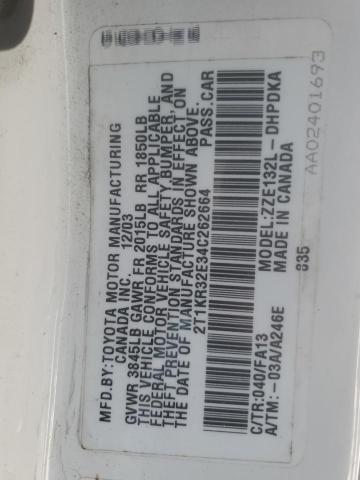 MFD.BY:TOYOTA MOTOR MANUFACTURING
CANADA INC. 12/03
GVWR 3845LB GAWR FR 2015LB RR 1850LB
THIS VEHICLE CONFORMS TO ALL APPLICABLE
FEDERAL MOTOR VEHICLE SAFETY, BUMPER, AND
THEFT PREVENTION STANDARDS IN EFFECT ON
THE DATE OF MANUFACTURE SHOWN ABOVE.
2T1KR32E34C262664 PASS.CAR
C/TR:040/FA13 MODEL:ZZE132L-DHPDKA
A/TM:-03A/A246E MADE IN CANADA
835
AA02401693